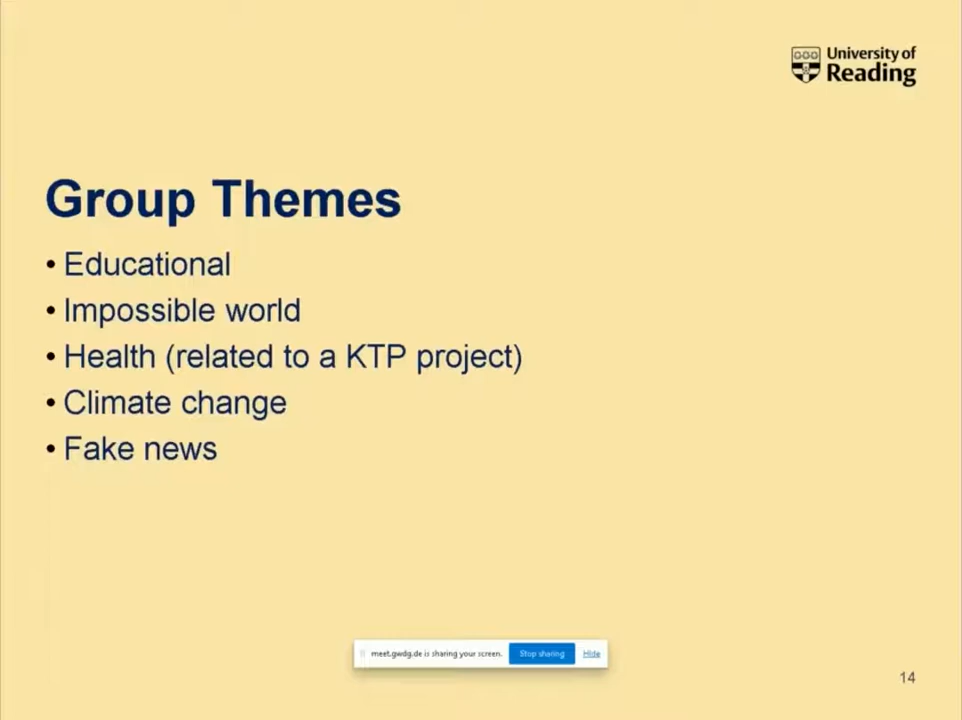 University of
Reading
Group Themes
• Educational
• Impossible world
• Health (related to a KTP project)
• Climate change
• Fake news
meet.gwdg.de is sharing your screen. Stop sharing Hide
14